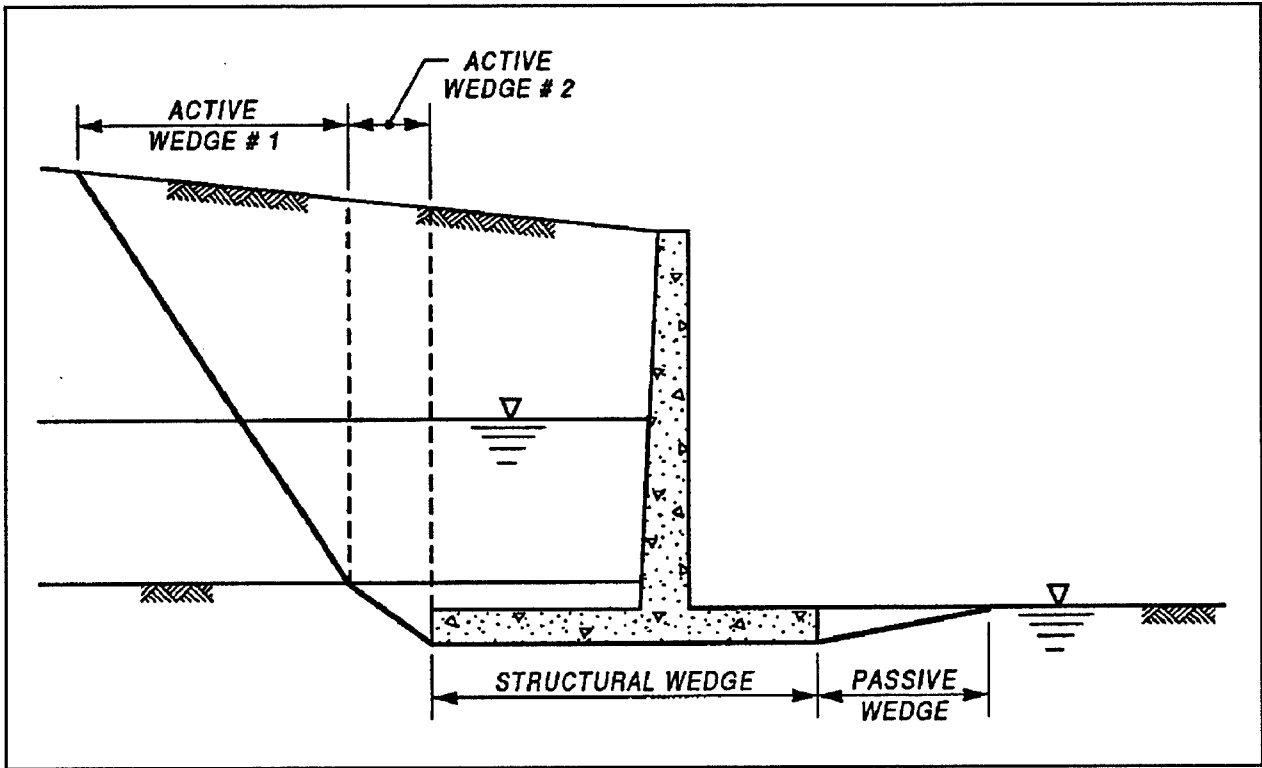 ACTIVE
WEDGE # 1
ACTIVE
WEDGE # 2
STRUCTURAL WEDGE
PASSIVE
WEDGE